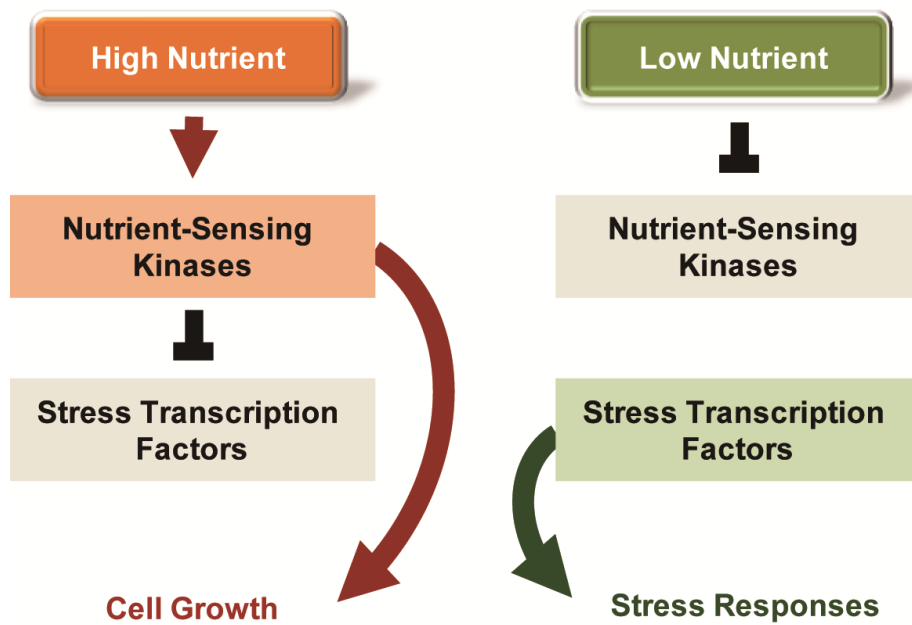 High Nutrient
Nutrient-Sensing
Kinases
Stress Transcription
Factors
Cell Growth
Low Nutrient
Nutrient-Sensing
Kinases
Stress Transcription
Factors
Stress Responses